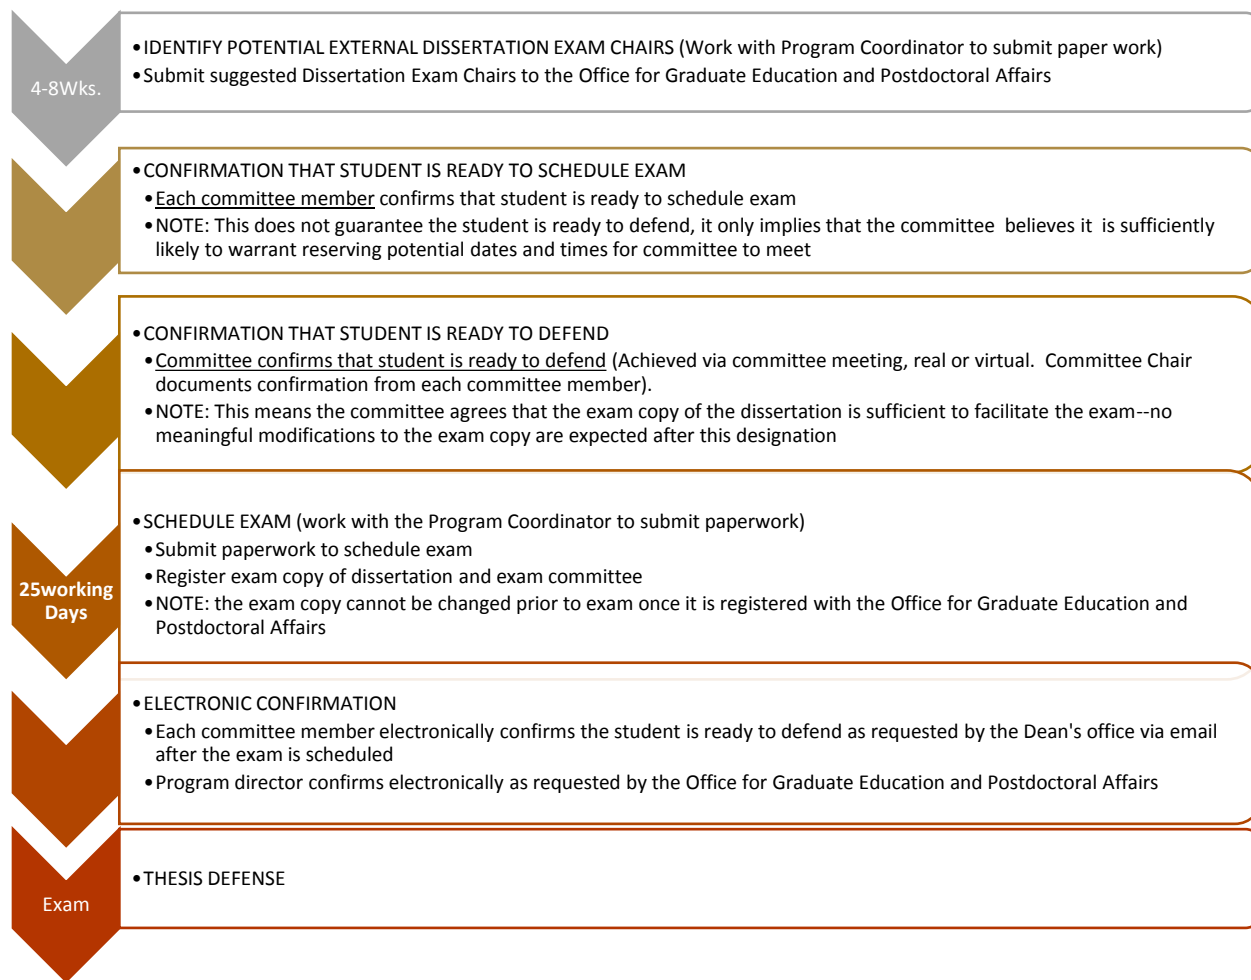 •IDENTIFY POTENTIAL EXTERNAL DISSERTATION EXAM CHAIRS (Work with Program Coordinator to submit paper work)
•Submit suggested Dissertation Exam Chairs to the Office for Graduate Education and Postdoctoral Affairs
4-8Wks.
•CONFIRMATION THAT STUDENT IS READY TO SCHEDULE EXAM
•Each committee member confirms that student is ready to schedule exam
•NOTE: This does not guarantee the student is ready to defend, it only implies that the committee believes it is sufficiently
likely to warrant reserving potential dates and times for committee to meet
•CONFIRMATION THAT STUDENT IS READY TO DEFEND
•Committee confirms that student is ready to defend (Achieved via committee meeting, real or virtual. Committee Chair
documents confirmation from each committee member).
•NOTE: This means the committee agrees that the exam copy of the dissertation is sufficient to facilitate the exam--no
meaningful modifications to the exam copy are expected after this designation
•SCHEDULE EXAM (work with the Program Coordinator to submit paperwork)
•Submit paperwork to schedule exam
•Register exam copy of dissertation and exam committee
•NOTE: the exam copy cannot be changed prior to exam once it is registered with the Office for Graduate Education and
Postdoctoral Affairs
25working
Days
•ELECTRONIC CONFIRMATION
•Each committee member electronically confirms the student is ready to defend as requested by the Dean's office via email
after the exam is scheduled
•Program director confirms electronically as requested by the Office for Graduate Education and Postdoctoral Affairs
•THESIS DEFENSE
Exam